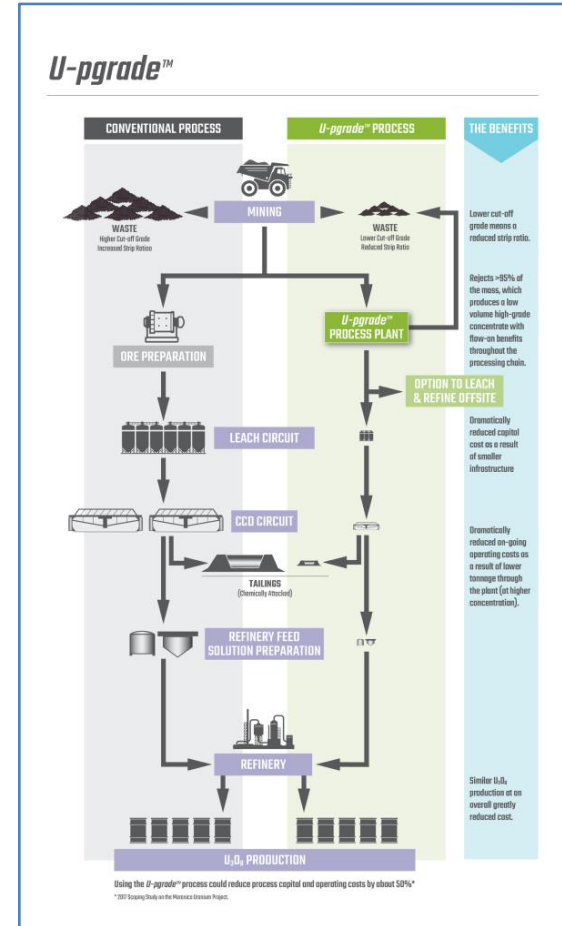 U-pgrade™
CONVENTIONAL PROCESS
U-pgrade™ PROCESS
THE BENEFITS
MINING
WASTE
Higher Cut-off Grade
Increased Strip Ratioa
WASTE
Lower Cut-off Grade
Reduced Strip Ratio
Lower cut-off
grade means a
reduced strip ratio.
Rejects >95% of
the mass, which
produces a low
volume high-grade
concentrate with
flow-on benefits
throughout the
processing chain.
ORE PREPARATION
U-pgrade™
PROCESS PLANT
OPTION TO LEACH
& REFINE OFFSITE
LEACH CIRCUIT
Dramatically
reduced capital
cost as a result
of smaller
infrastructure
CCD CIRCUIT
Dramatically
reduced on-going
operating costs as
a result of lower
tonnage through
the plant (at higher
concentration).
TAILINGS
(Chemically Attacked)
REFINERY FEED
SOLUTION PREPARATION
REFINERY
Similar U₃O₈
production at an
overall greatly
reduced cost.
U₃O₈ PRODUCTION
Using the U-pgrade™ process could reduce process capital and operating costs by about 50%*
* 2017 Scoping Study on the Marenica Uranium Project.